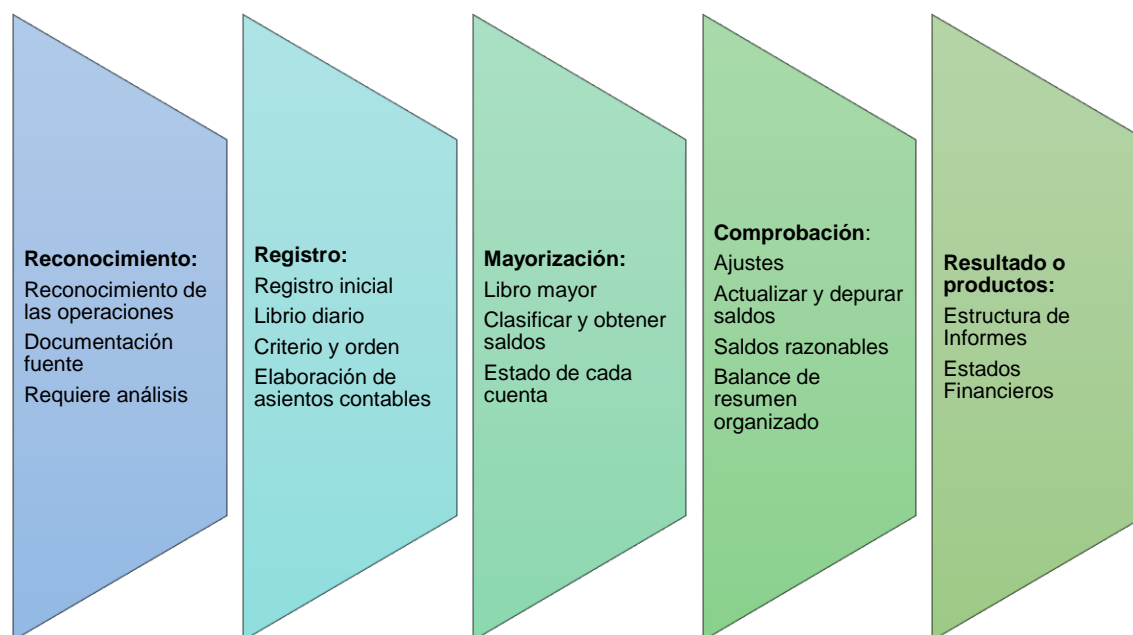 Reconocimiento:
Reconocimiento de
las operaciones
Documentación
fuente
Requiere análisis
Registro:
Registro inicial
Librio diario
Criterio y orden
Elaboración de
asientos contables
Mayorización:
Libro mayor
Clasificar y obtener
saldos
Estado de cada
cuenta
Comprobación:
Ajustes
Actualizar y depurar
saldos
Saldos razonables
Balance de
resumen
organizado
Resultado o
productos:
Estructura de
Informes
Estados
Financieros